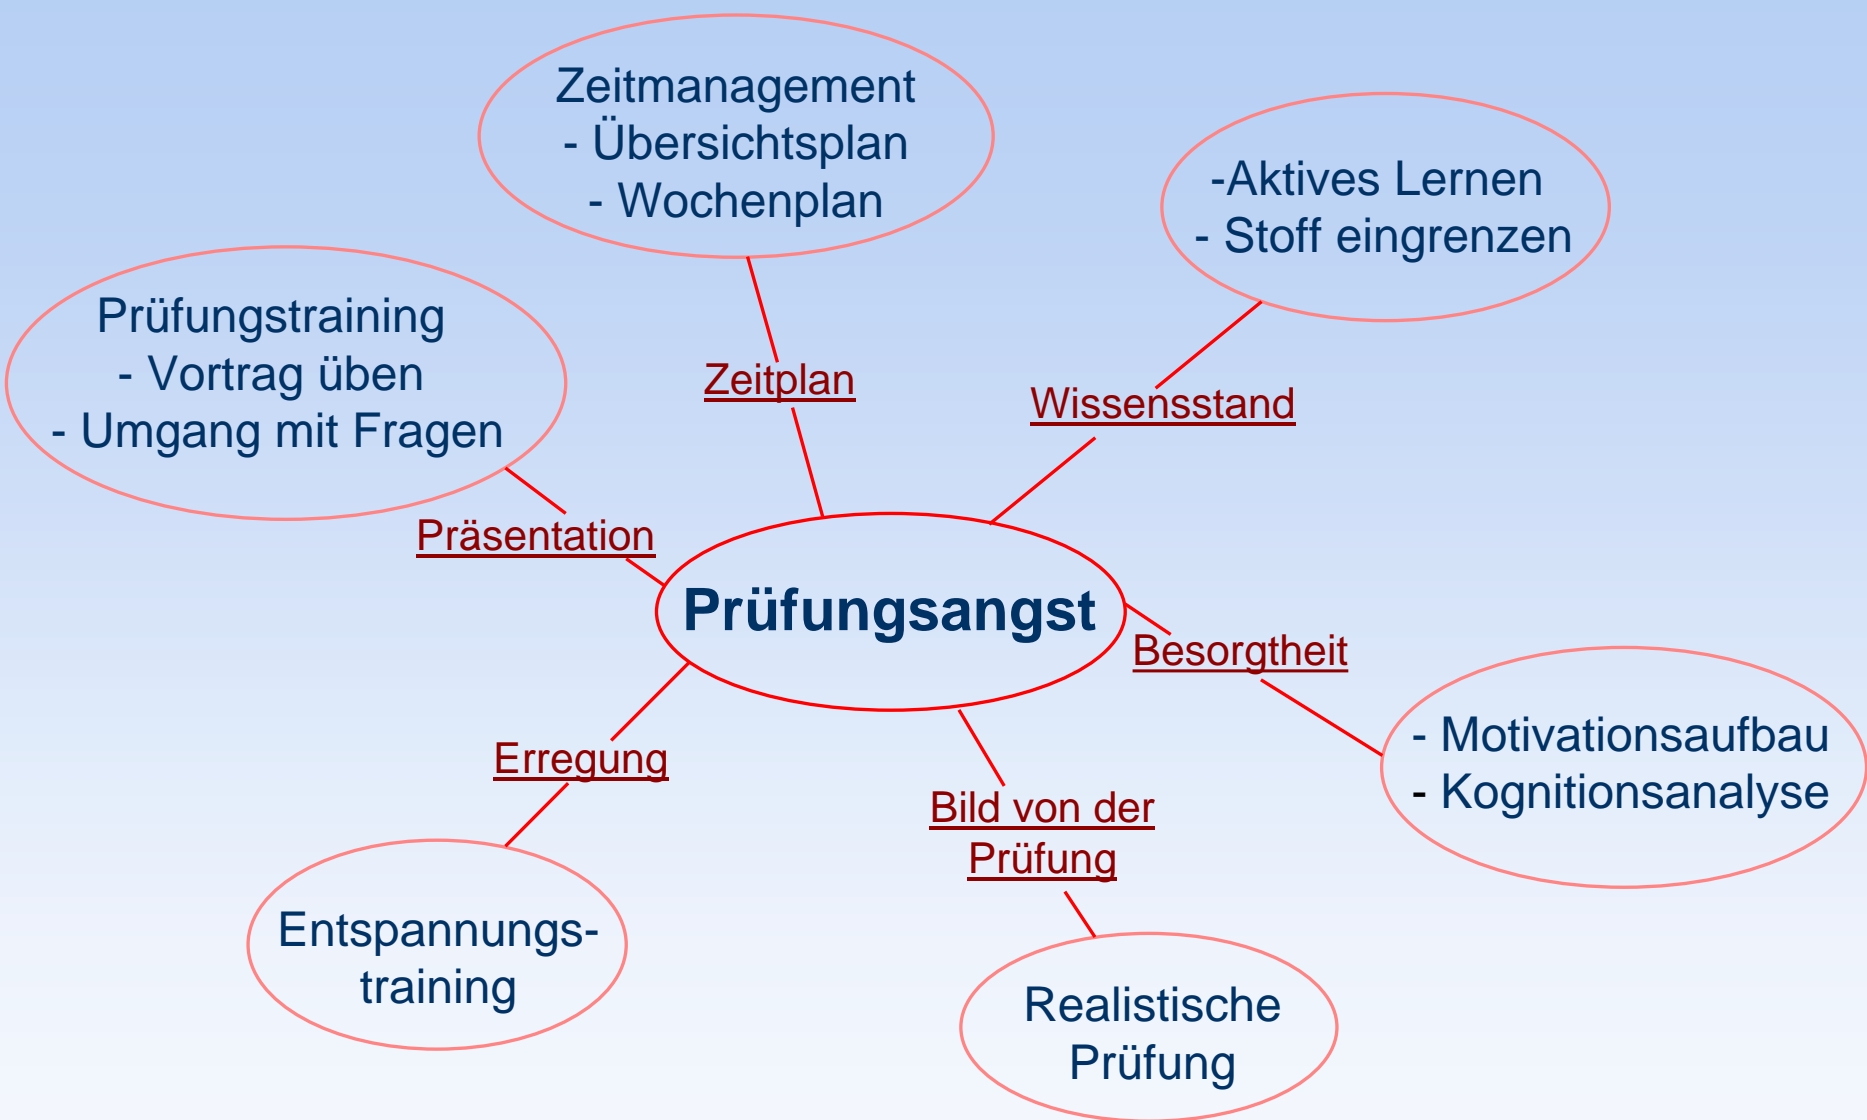 Zeitmanagement
- Übersichtsplan
- Wochenplan
-Aktives Lernen
- Stoff eingrenzen
Prüfungstraining
- Vortrag üben
- Umgang mit Fragen
Zeitplan
Wissensstand
Präsentation
Prüfungsangst
Besorgtheit
- Motivationsaufbau
- Kognitionsanalyse
Erregung
Bild von der
Prüfung
Entspannungs-
training
Realistische
Prüfung